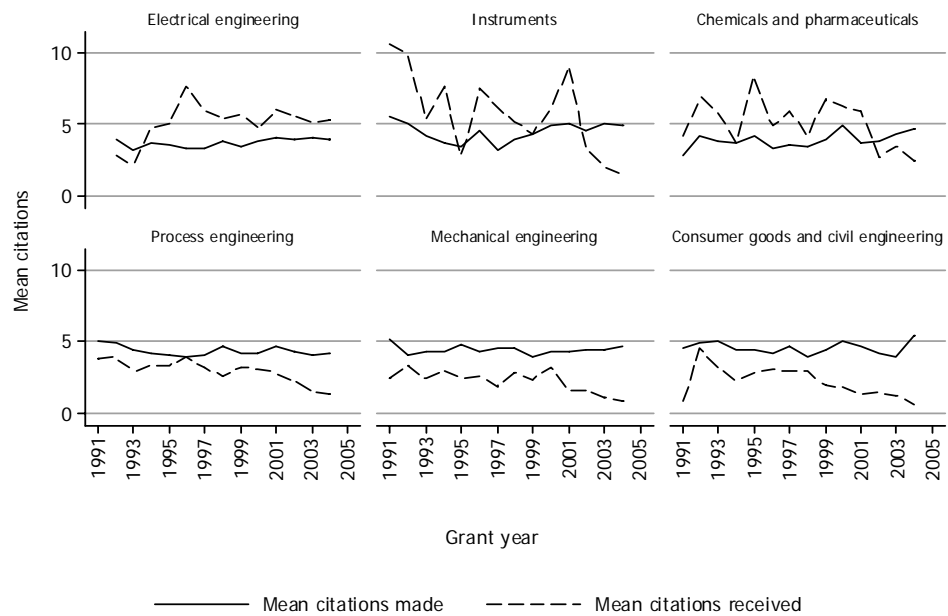 Electrical engineering
Instruments
Chemicals and pharmaceuticals
10
5
0
Mean citations
Process engineering
Mechanical engineering
Consumer goods and civil engineering
10
5
0
1991 1993 1995 1997 1999 2001 2003 2005
1991 1993 1995 1997 1999 2001 2003 2005
1991 1993 1995 1997 1999 2001 2003 2005
Grant year
Mean citations made
Mean citations received